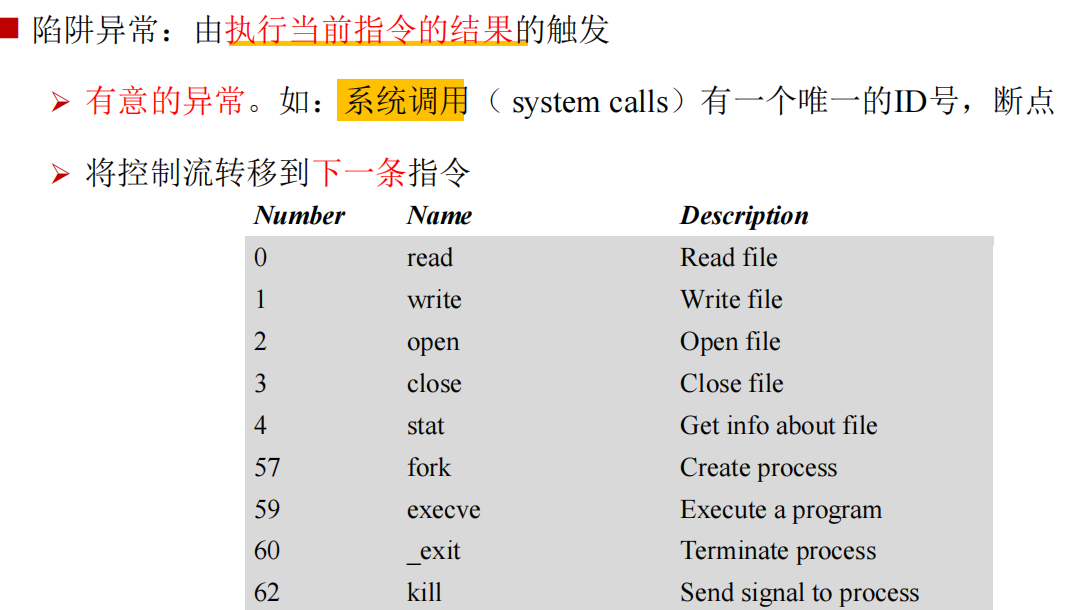 陷阱异常：由执行当前指令的结果的触发
有意的异常。如：系统调用（ system calls）有一个唯一的ID号，断点
将控制流转移到下一条指令
Number Name Description
0 read Read file
1 write Write file
2 open Open file
3 close Close file
4 stat Get info about file
57 fork Create process
59 execve Execute a program
60 _exit Terminate process
62 kill Send signal to process